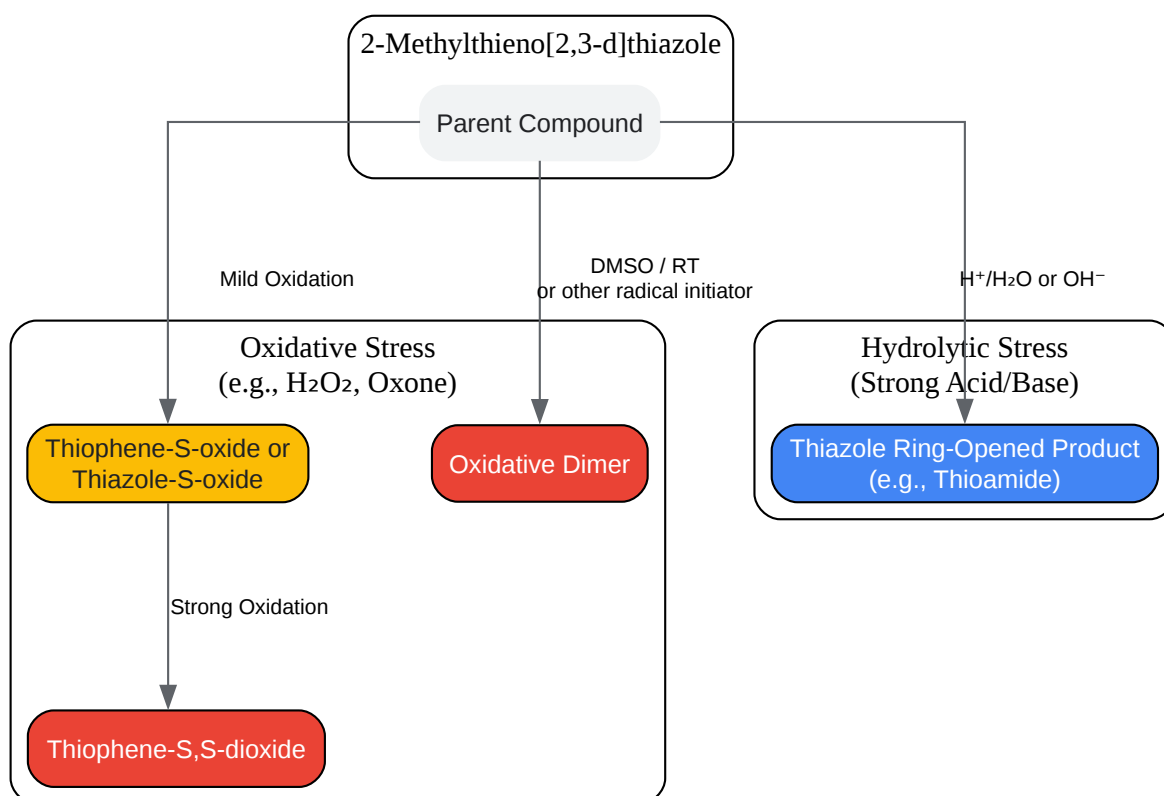 2-Methylthieno[2,3-d]thiazole
Parent Compound
Mild Oxidation
DMSO / RT
or other radical initiator
H⁺/H₂O or OH⁻
Oxidative Stress
(e.g., H₂O₂, Oxone)
Hydrolytic Stress
(Strong Acid/Base)
Thiophene-S-oxide or
Thiazole-S-oxide
Oxidative Dimer
Thiazole Ring-Opened Product
(e.g., Thioamide)
Strong Oxidation
Thiophene-S,S-dioxide